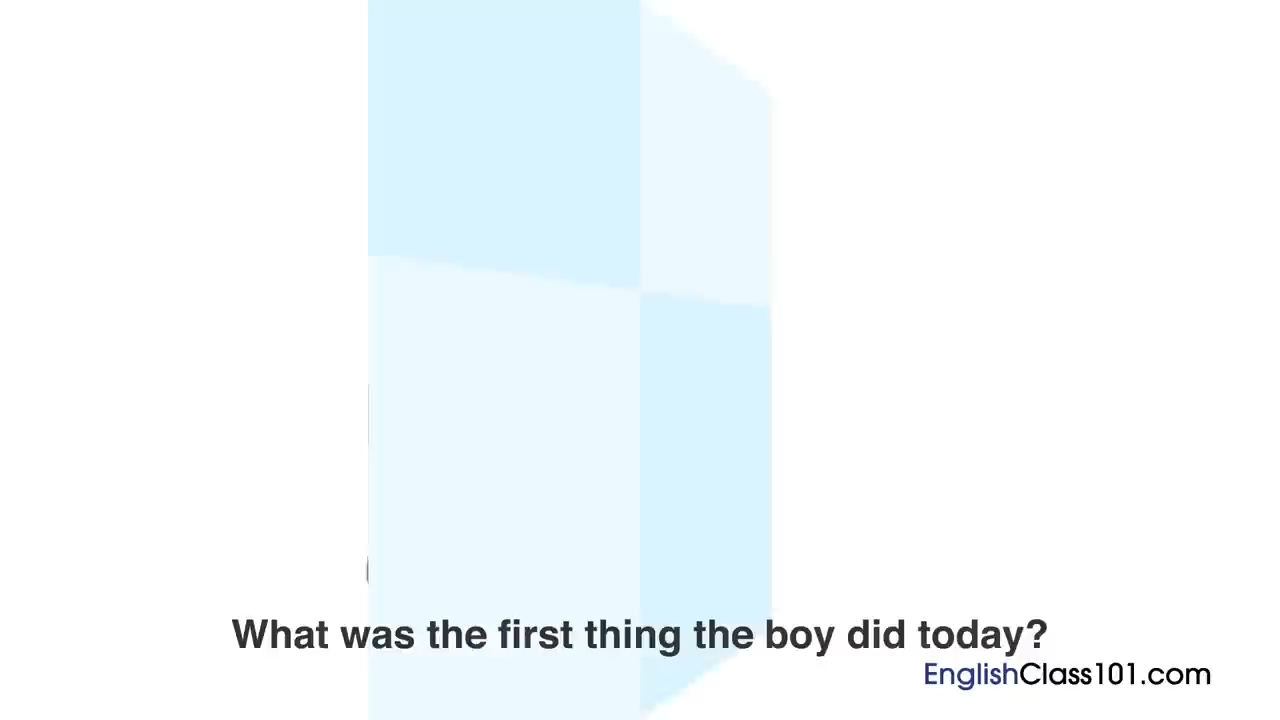 What was the first thing the boy did today?
EnglishClass101.com